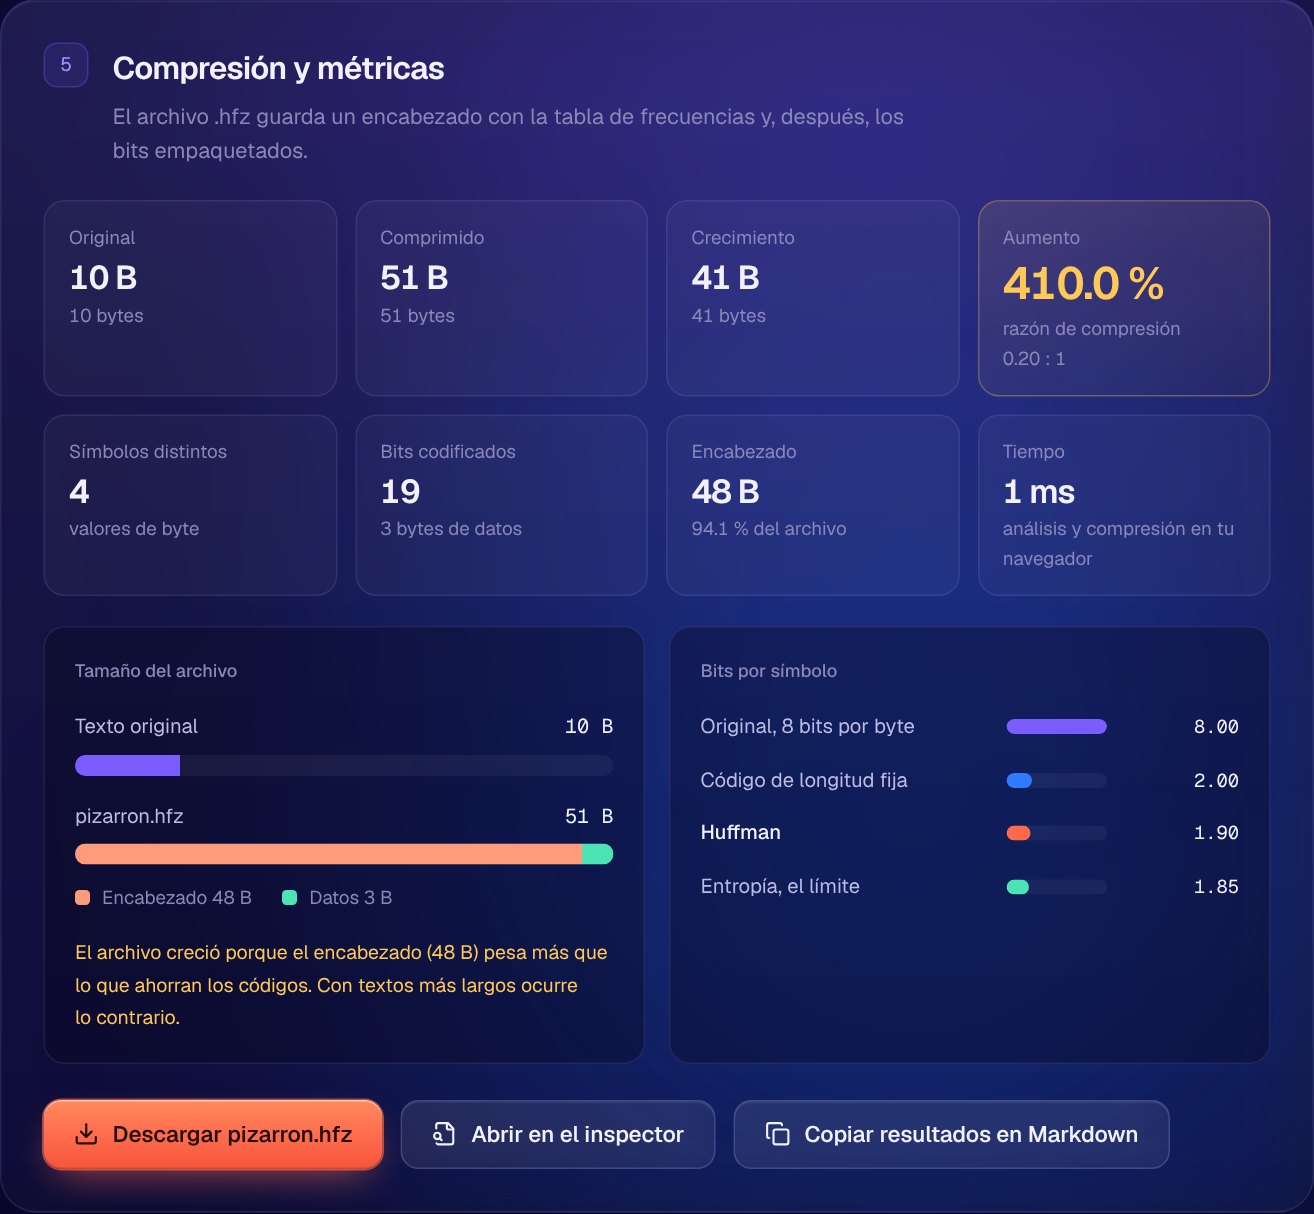 5
Compresión y métricas
El archivo .hfz guarda un encabezado con la tabla de frecuencias y, después, los
bits empaquetados.
Original
10 B
10 bytes
Comprimido
51 B
51 bytes
Crecimiento
41 B
41 bytes
Aumento
410.0 %
razón de compresión
0.20 : 1
Símbolos distintos
4
valores de byte
Bits codificados
19
3 bytes de datos
Encabezado
48 B
94.1 % del archivo
Tiempo
1 ms
análisis y compresión en tu
navegador
Tamaño del archivo
Texto original 10 B
pizarron.hfz 51 B
Encabezado 48 B Datos 3 B
El archivo creció porque el encabezado (48 B) pesa más que
lo que ahorran los códigos. Con textos más largos ocurre
lo contrario.
Bits por símbolo
Original, 8 bits por byte 8.00
Código de longitud fija 2.00
Huffman 1.90
Entropía, el límite 1.85
Descargar pizarron.hfz
Abrir en el inspector
Copiar resultados en Markdown